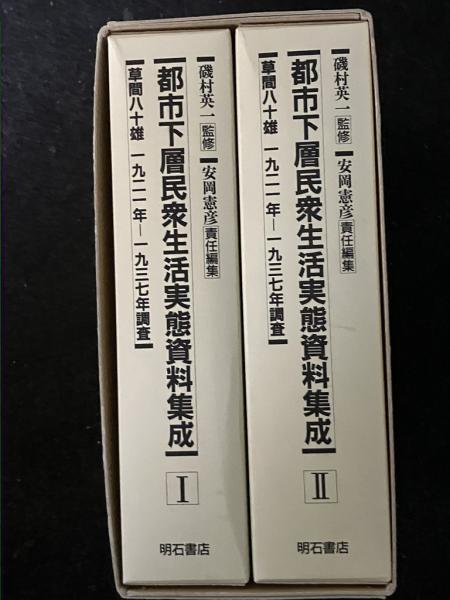 磯村英一 監修 安岡憲彦 責任編集
都市下層民衆生活実態資料集成
草間八十雄 一九二一年―一九三七年調査
Ⅰ
明石書店
磯村英一 監修 安岡憲彦 責任編集
都市下層民衆生活実態資料集成
草間八十雄 一九二一年―一九三七年調査
Ⅱ
明石書店